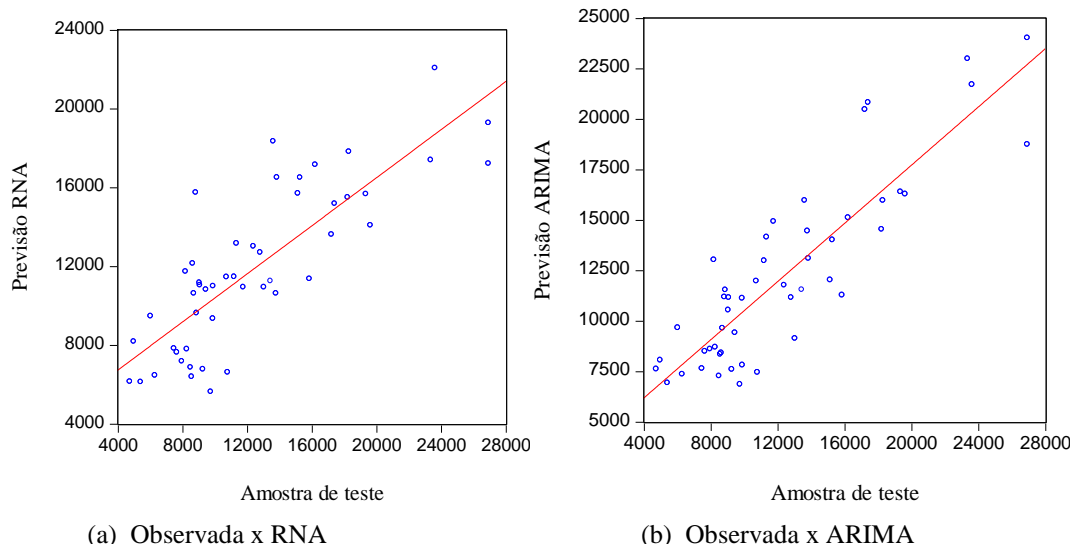 24000
20000
16000
12000
8000
4000
4000 8000 12000 16000 20000 24000 28000
Previsão RNA
Amostra de teste
(a) Observada x RNA
25000
22500
20000
17500
15000
12500
10000
7500
5000
4000 8000 12000 16000 20000 24000 28000
Previsão ARIMA
Amostra de teste
(b) Observada x ARIMA